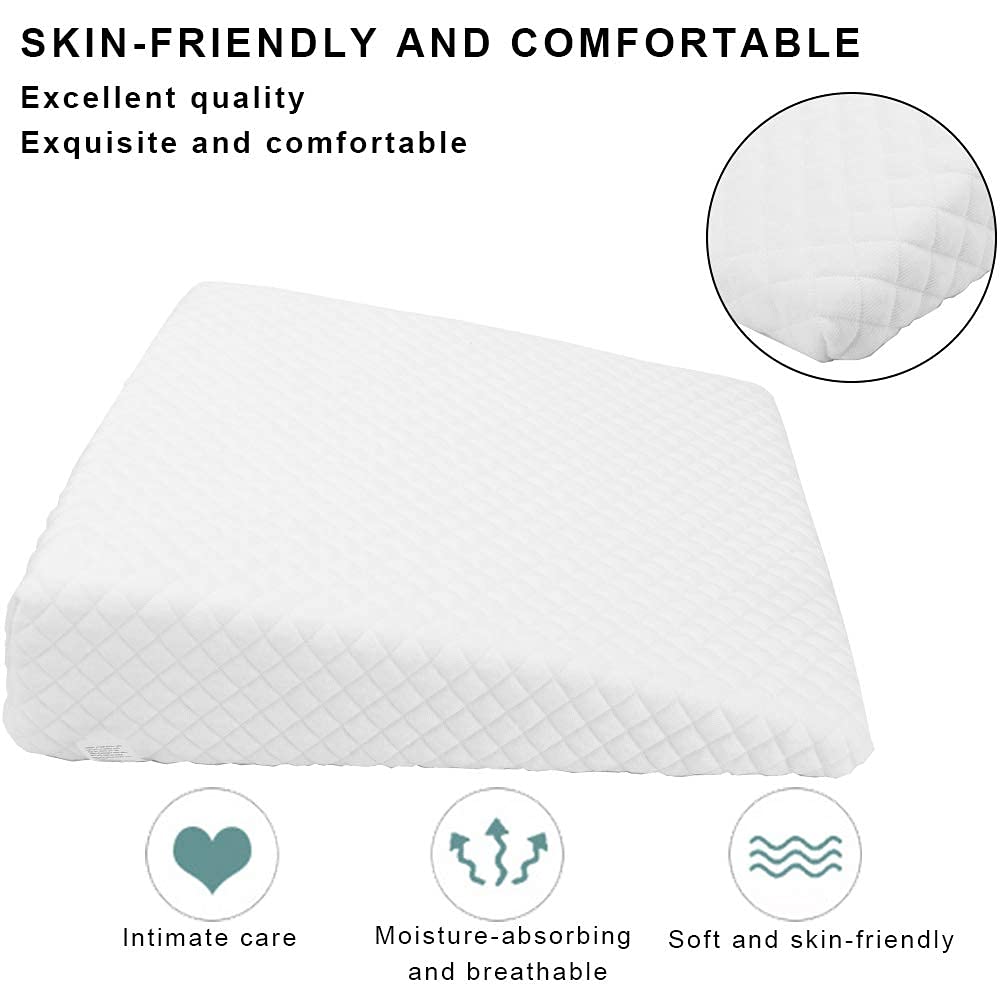 SKIN-FRIENDLY AND COMFORTABLE
Excellent quality
Exquisite and comfortable
Intimate care
Moisture-absorbing
and breathable
Soft and skin-friendly